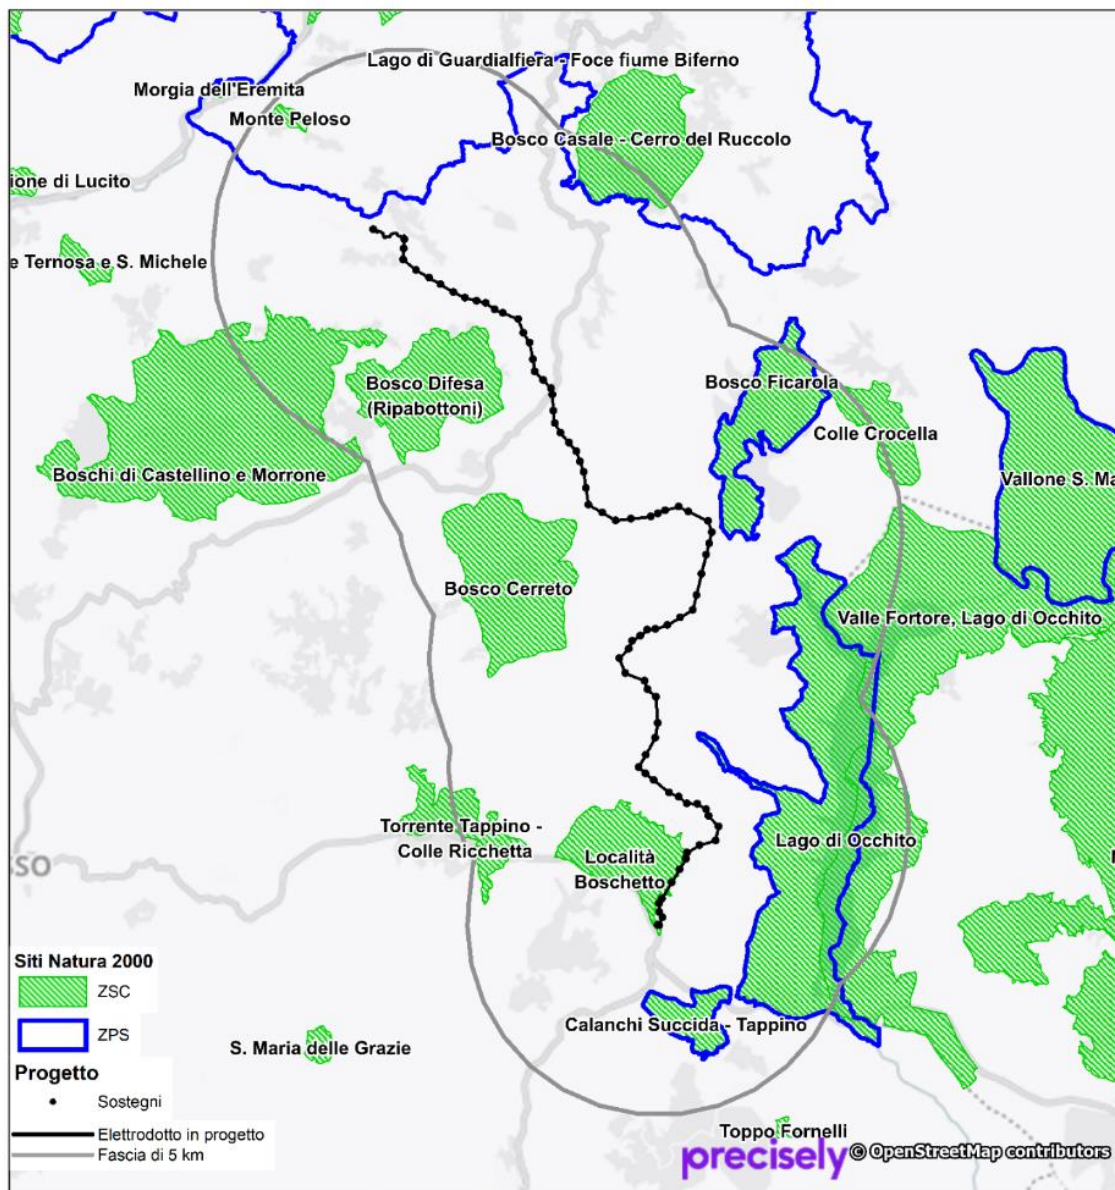 Lago di Guardialfiera - Foce fiume Biferno
Morgia dell'Eremita
Monte Peloso
Bosco Casale - Cerro del Ruccolo
ione di Lucito
e Ternosa e S. Michele
Bosco Difesa
(Ripabottoni)
Bosco Ficarola
Colle Crocella
Boschi di Castellino e Morrone
Vallone S. Ma
Bosco Cerreto
Valle Fortore, Lago di Occhito
Torrente Tappino -
Colle Ricchetta
Lago di Occhito
Località
Boschetto
SSO
Siti Natura 2000
ZSC
ZPS
Calanchi Succida - Tappino
S. Maria delle Grazie
Progetto
Sostegni
Elettrodotto in progetto
Fascia di 5 km
Toppo Fornelli
precisely © OpenStreetMap contributors